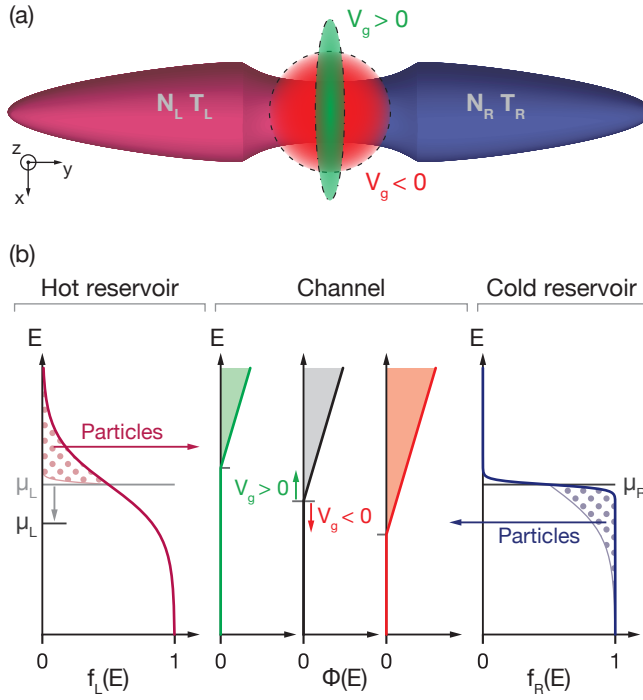 (a)
V_g > 0
N_L T_L
N_R T_R
z
y
x
V_g < 0
(b)
Hot reservoir
Channel
Cold reservoir
E
E
E
Particles
μ_L
μ_L
V_g > 0
V_g < 0
μ_R
Particles
0
1
0
0
0
0
1
f_L(E)
Φ(E)
f_R(E)